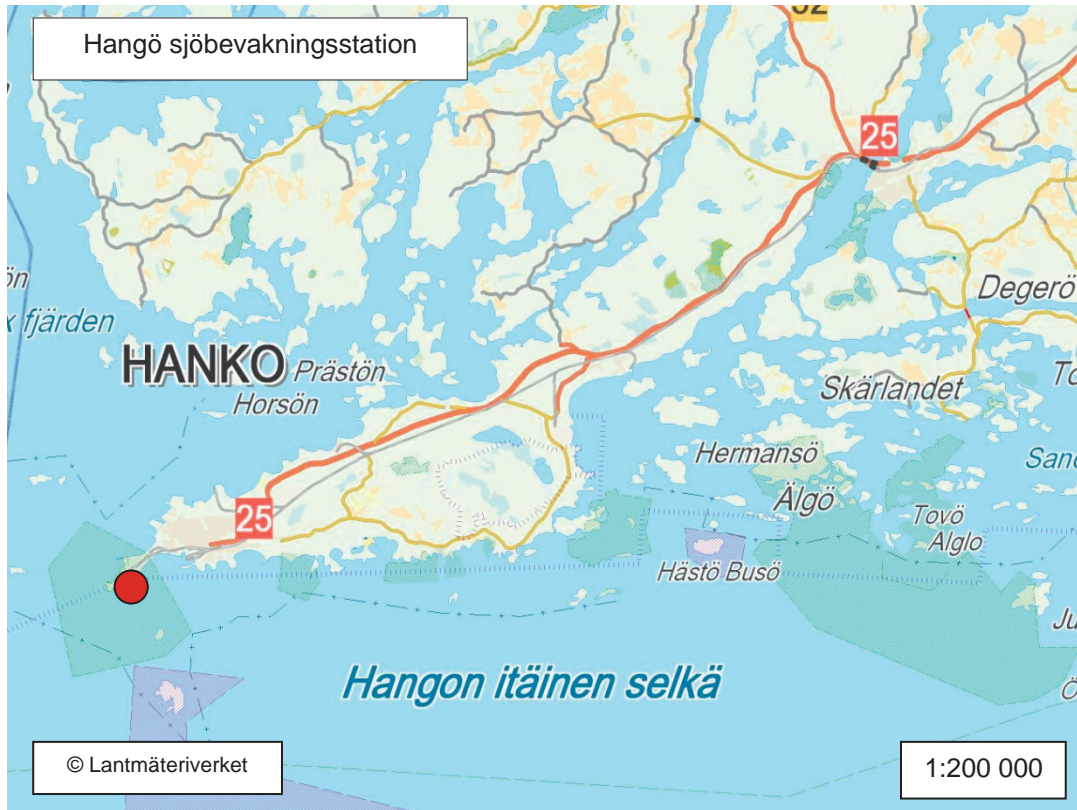 Hangö sjöbevakningsstation
25
Degerö
fjärden
HANKO
Prästön
Horsön
Skärlandet
Hermansö
Älgö
Tovö
Älglo
25
Hästö Busö
Hangon itäinen selkä
© Lantmäteriverket
1:200 000